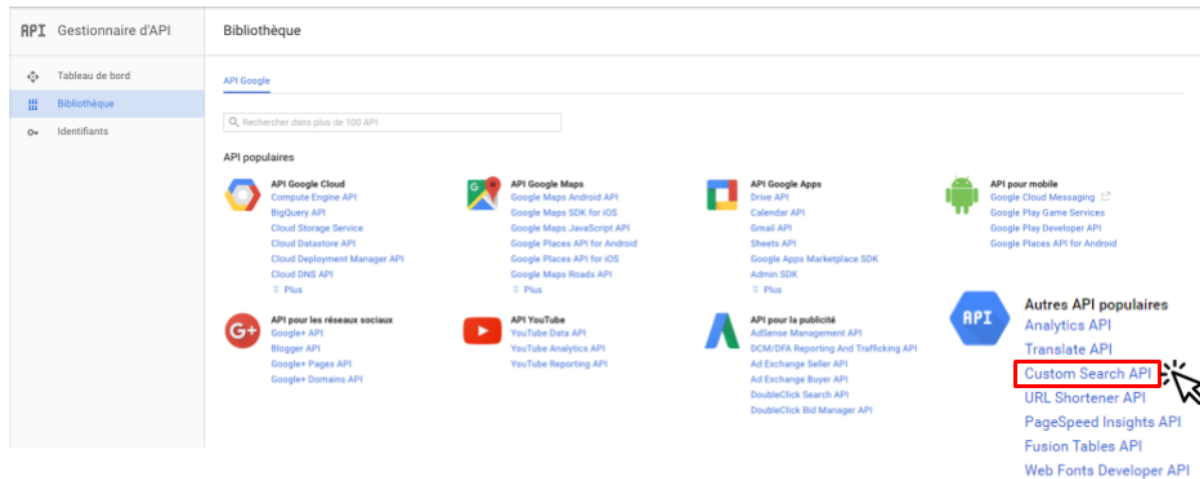 API Gestionnaire d'API
Bibliothèque
Tableau de bord
Bibliothèque
Identifiants
API Google
Rechercher dans plus de 100 API
API populaires
API Google Cloud
Compute Engine API
BigQuery API
Cloud Storage Service
Cloud Datastore API
Cloud Deployment Manager API
Cloud DNS API
Plus
API Google Maps
Google Maps Android API
Google Maps SDK for iOS
Google Maps JavaScript API
Google Places API for Android
Google Places API for iOS
Google Maps Roads API
Plus
API Google Apps
Drive API
Calendar API
Gmail API
Sheets API
Google Apps Marketplace SDK
Admin SDK
Plus
API pour mobile
Google Cloud Messaging
Google Play Game Services
Google Play Developer API
Google Places API for Android
G+
API pour les réseaux sociaux
Google+ API
Blogger API
Google+ Pages API
Google+ Domains API
API YouTube
YouTube Data API
YouTube Analytics API
YouTube Reporting API
API pour la publicité
AdSense Management API
DCM/DFA Reporting And Trafficking API
Ad Exchange Seller API
Ad Exchange Buyer API
DoubleClick Search API
DoubleClick Bid Manager API
API
Autres API populaires
Analytics API
Translate API
Custom Search API
URL Shortener API
PageSpeed Insights API
Fusion Tables API
Web Fonts Developer API